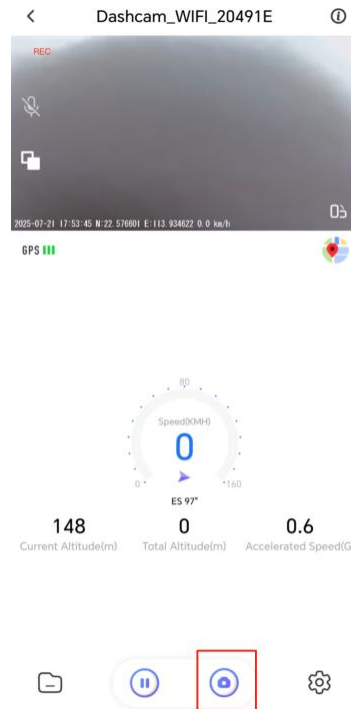 Dashcam_WIFI_20491E
REC
2025-07-21 17:53:45 N:22.576601 E:113.934622 0.0 km/h
GPS
80
Speed(KMH)
0
0
160
ES 97°
148 0 0.6
Current Altitude(m) Total Altitude(m) Accelerated Speed(G